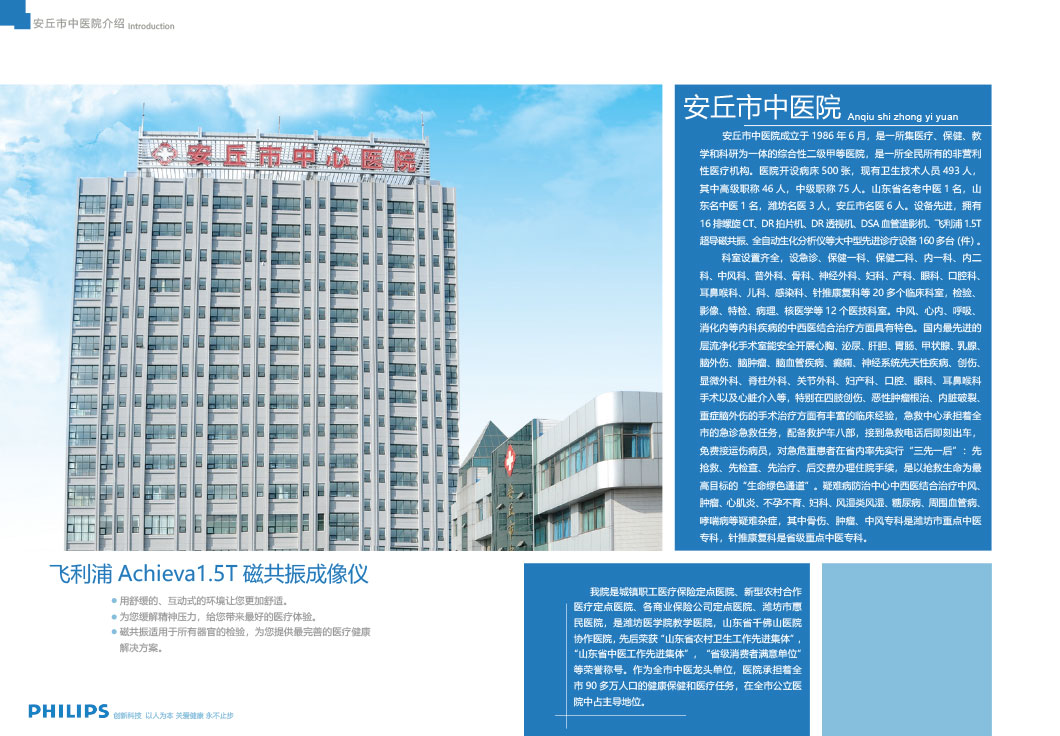 安丘市中医院介绍 Introduction
安丘市中心医院
安丘市中医院 Anqiu shi zhong yi yuan
安丘市中医院成立于 1986 年 6 月，是一所集医疗、保健、教
学和科研为一体的综合性二级甲等医院，是一所全民所有的非营利
性医疗机构。医院开设病床 500 张，现有卫生技术人员 493 人，
其中高级职称 46 人，中级职称 75 人。山东省名老中医 1 名，山
东名中医 1 名，潍坊名医 3 人，安丘市名医 6 人。设备先进，拥有
16 排螺旋 CT、DR 拍片机、DR 透视机、DSA 血管造影机、飞利浦 1.5T
超导磁共振、全自动生化分析仪等大中型先进诊疗设备 160 多台 (件) 。
科室设置齐全，设急诊、保健一科、保健二科、内一科、内二
科、中风科、普外科、骨科、神经外科、妇科、产科、眼科、口腔科、
耳鼻喉科、儿科、感染科、针推康复科等 20 多个临床科室，检验、
影像、特检、病理、核医学等 12 个医技科室。中风、心内、呼吸、
消化内等内科疾病的中西医结合治疗方面具有特色。国内最先进的
层流净化手术室能安全开展心胸、泌尿、肝胆、胃肠、甲状腺、乳腺、
脑外伤、脑肿瘤、脑血管疾病、癫痫、神经系统先天性疾病、创伤、
显微外科、脊柱外科、关节外科、妇产科、口腔、眼科、耳鼻喉科
手术以及心脏介入等，特别在四肢创伤、恶性肿瘤根治、内脏破裂、
重症脑外伤的手术治疗方面有丰富的临床经验，急救中心承担着全
市的急诊急救任务，配备救护车八部，接到急救电话后即刻出车，
免费接运伤病员，对急危重患者在省内率先实行“三先一后”：先
抢救、先检查、先治疗、后交费办理住院手续，是以抢救生命为最
高目标的“生命绿色通道”。疑难病防治中心中西医结合治疗中风、
肿瘤、心肌炎、不孕不育、妇科、风湿类风湿、糖尿病、周围血管病、
哮喘病等疑难杂症，其中骨伤、肿瘤、中风专科是潍坊市重点中医
专科，针推康复科是省级重点中医专科。
飞利浦 Achieva1.5T 磁共振成像仪
用舒缓的、互动式的环境让您更加舒适。
为您缓解精神压力，给您带来最好的医疗体验。
磁共振适用于所有器官的检验，为您提供最完善的医疗健康
解决方案。
我院是城镇职工医疗保险定点医院、新型农村合作
医疗定点医院、各商业保险公司定点医院、潍坊市惠
民医院，是潍坊医学院教学医院，山东省千佛山医院
协作医院，先后荣获“山东省农村卫生工作先进集体”，
“山东省中医工作先进集体”，“省级消费者满意单位”
等荣誉称号。作为全市中医龙头单位，医院承担着全
市 90 多万人口的健康保健和医疗任务，在全市公立医
院中占主导地位。
PHILIPS 创新科技 以人为本 关爱健康 永不止步